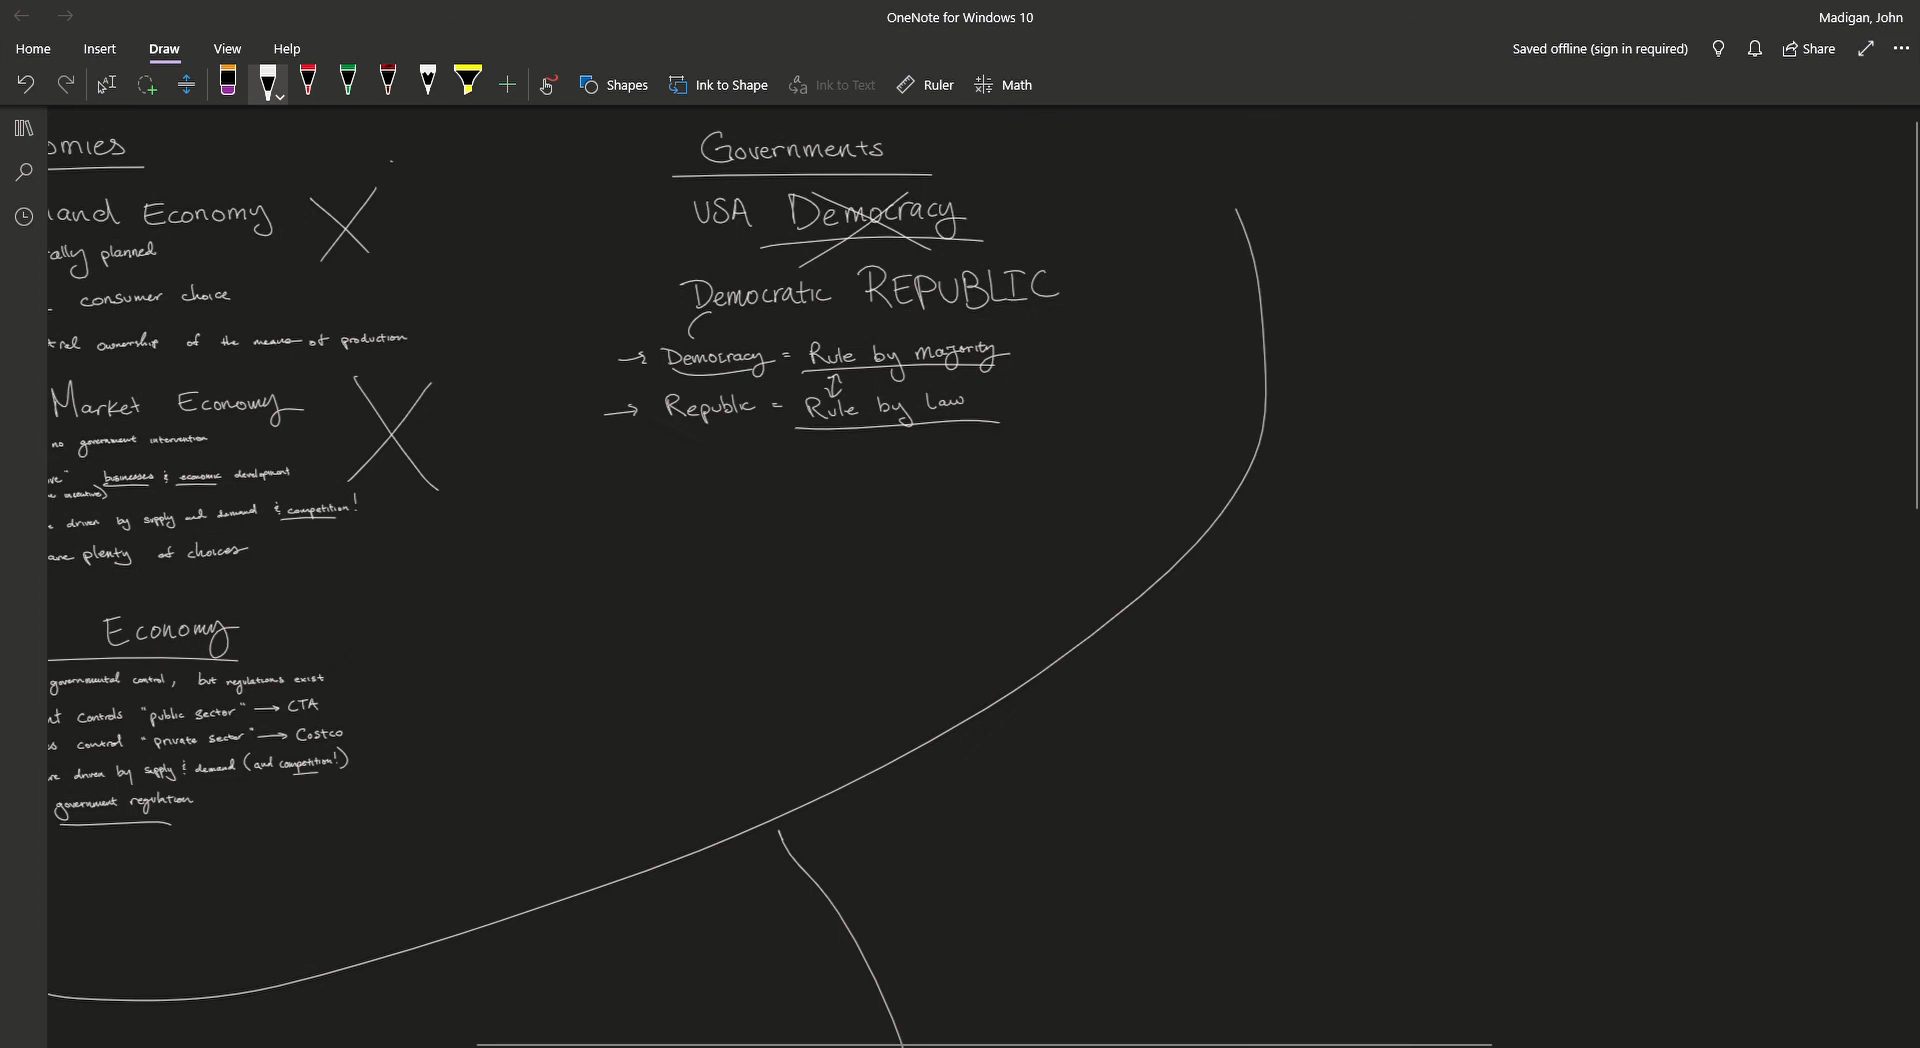 OneNote for Windows 10
Madigan, John
Home Insert Draw View Help
Saved offline (sign in required) Share
Shapes Ink to Shape Ink to Text Ruler Math
omies
and Economy
ally planned
consumer choice
ownership of the means of production
Market Economy
no government intervention
businesses & economic development
driven by supply and demand & competition!
are plenty of choices
Economy
governmental control, but regulations exist
nt controls "public sector" → CTA
control "private sector" → Costco
re driven by supply & demand (and competition!)
government regulation
Governments
USA Democracy
Democratic REPUBLIC
→ Democracy = Rule by majority
→ Republic = Rule by law